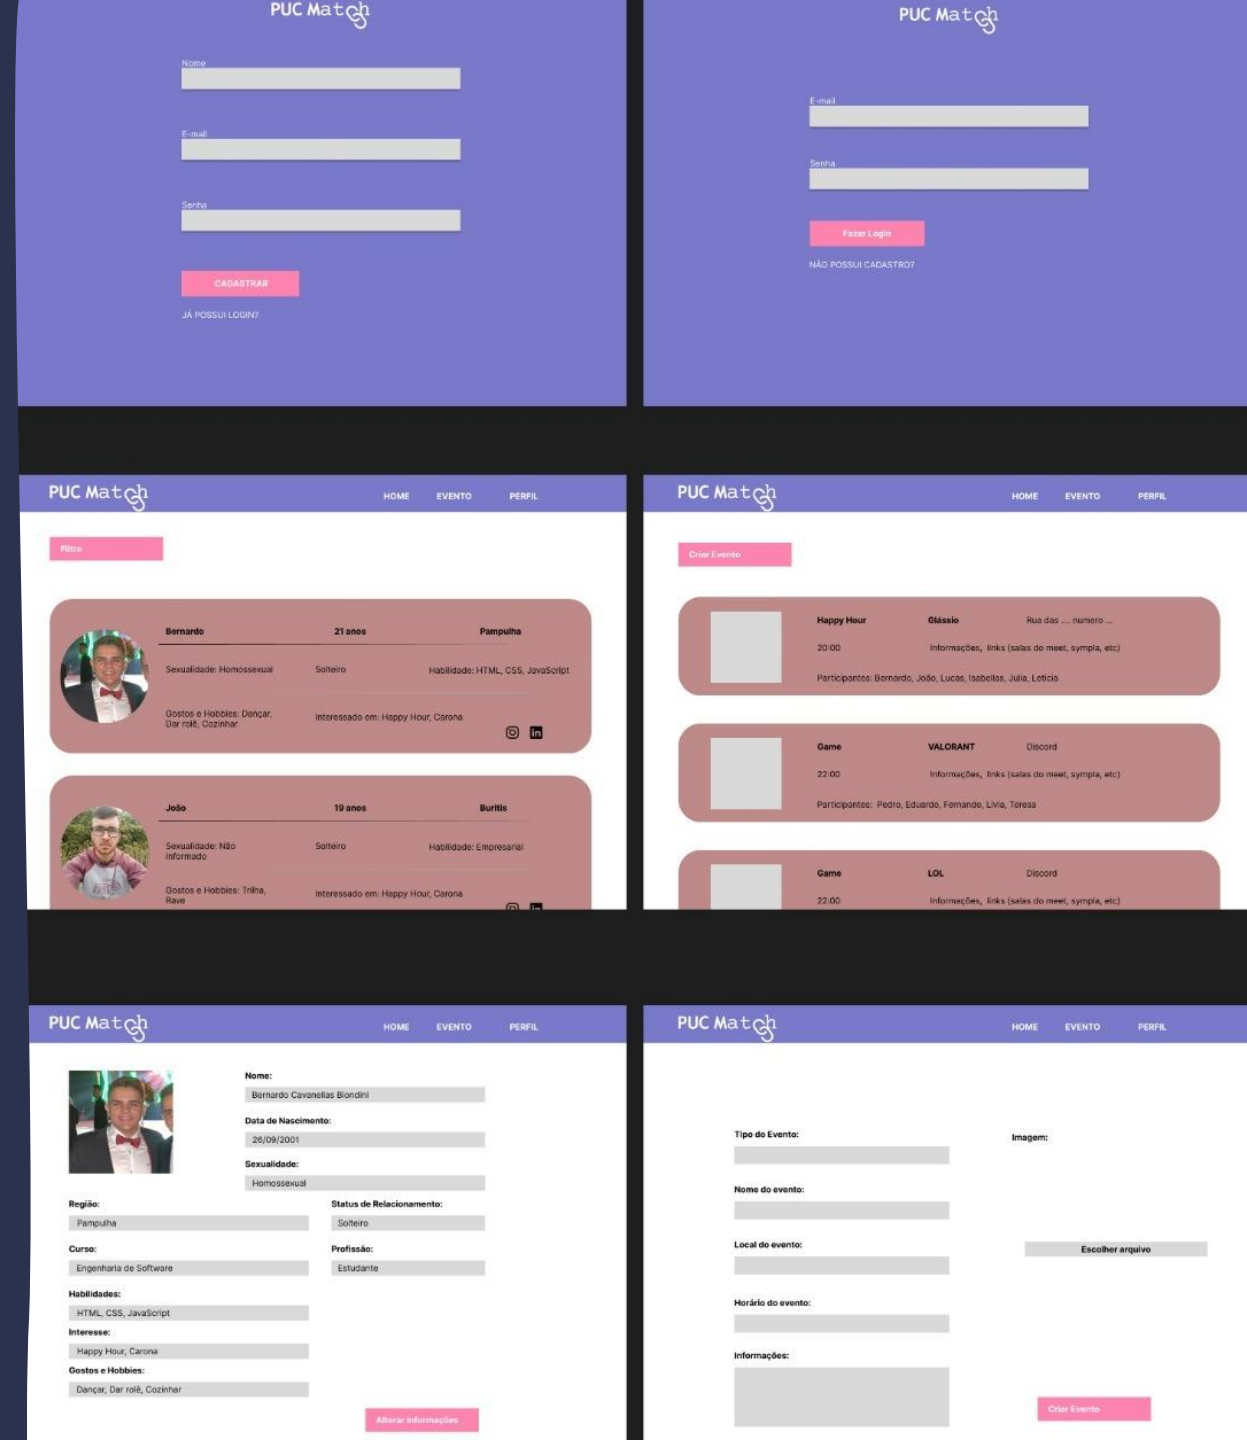 PUC Match
Nome
E-mail
Senha
CADASTRAR
JÁ POSSUI LOGIN?
PUC Match
E-mail
Senha
Fazer Login
NÃO POSSUI CADASTRO?
PUC Match HOME EVENTO PERFIL
Filtro
Bernardo 21 anos Pampulha
Sexualidade: Homossexual Solteiro Habilidade: HTML, CSS, JavaScript
Gostos e Hobbies: Dançar, Interessado em: Happy Hour, Carona
Dar rolê, Cozinhar
João 19 anos Buritis
Sexualidade: Não Solteiro Habilidade: Empresarial
Informado
Gostos e Hobbies: Trilha, Interessado em: Happy Hour, Carona
Rave
PUC Match HOME EVENTO PERFIL
Criar Evento
Happy Hour Glássio Rua das .... numero ...
20:00 Informações, links (salas do meet, sympla, etc)
Participantes: Bernardo, João, Lucas, Isabellas, Julia, Leticia
Game VALORANT Discord
22:00 Informações, links (salas do meet, sympla, etc)
Participantes: Pedro, Eduardo, Fernando, Livia, Teresa
Game LOL Discord
22:00 Informações, links (salas do meet, sympla, etc)
PUC Match HOME EVENTO PERFIL
Nome:
Bernardo Cavanellas Biondini
Data de Nascimento:
26/09/2001
Sexualidade:
Homossexual
Região: Status de Relacionamento:
Pampulha Solteiro
Curso: Profissão:
Engenharia de Software Estudante
Habilidades:
HTML, CSS, JavaScript
Interesse:
Happy Hour, Carona
Gostos e Hobbies:
Dançar, Dar rolê, Cozinhar
Alterar informações
PUC Match HOME EVENTO PERFIL
Tipo do Evento: Imagem:
Nome do evento:
Local do evento:
Escolher arquivo
Horário do evento:
Informações:
Criar Evento